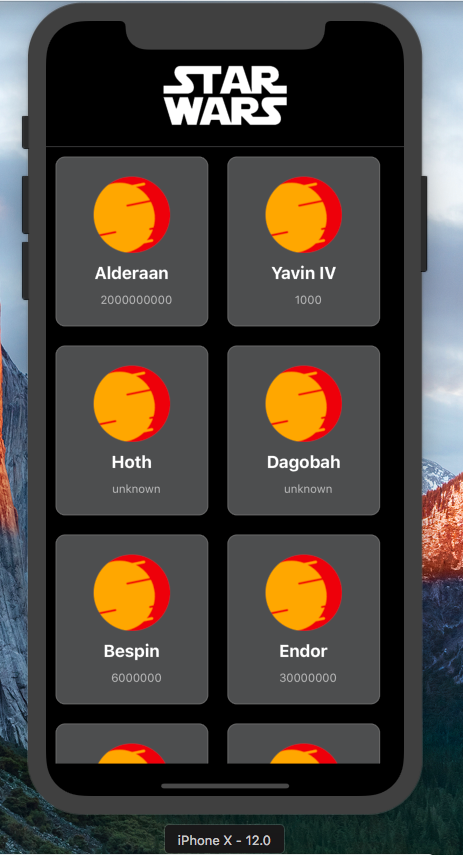 STAR
WARS
Alderaan
2000000000
Yavin IV
1000
Hoth
unknown
Dagobah
unknown
Bespin
6000000
Endor
30000000
iPhone X - 12.0